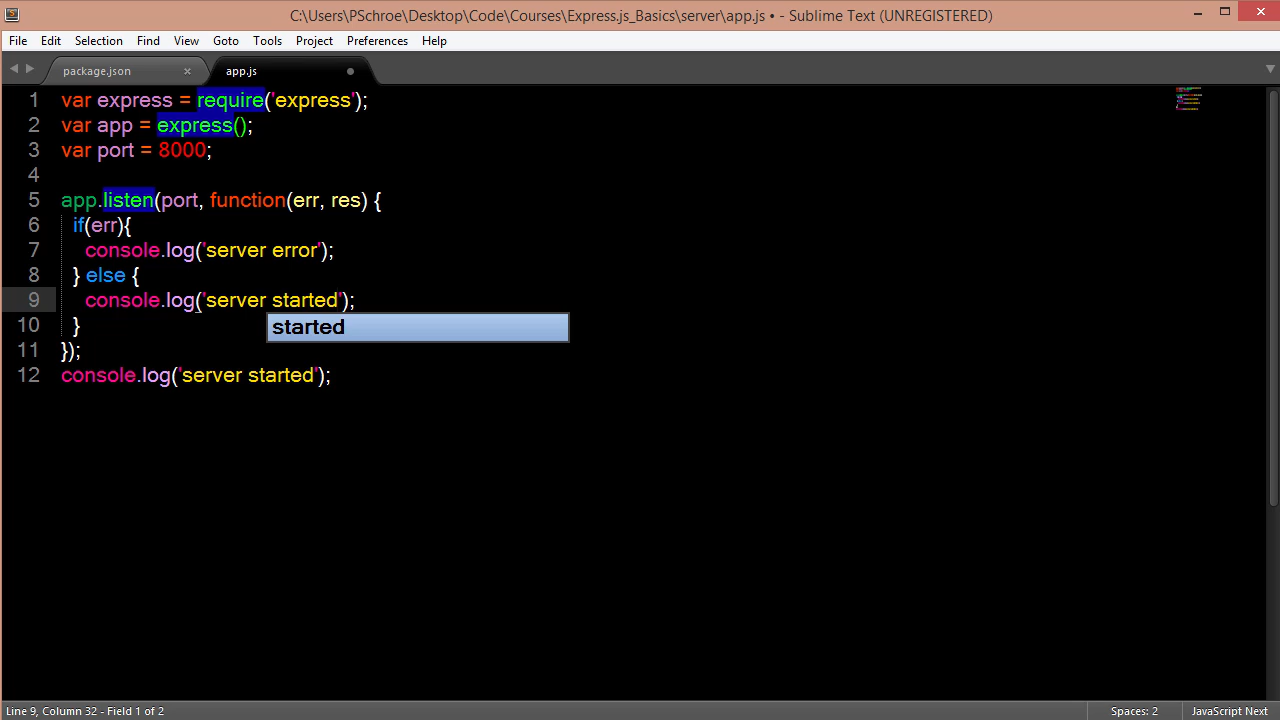 C:\Users\PSchroe\Desktop\Code\Courses\Express.js_Basics\server\app.js • - Sublime Text (UNREGISTERED)
File Edit Selection Find View Goto Tools Project Preferences Help
package.json × app.js
1 var express = require('express');
2 var app = express();
3 var port = 8000;
4
5 app.listen(port, function(err, res) {
6 if(err){
7 console.log('server error');
8 } else {
9 console.log('server started');
started
10 }
11 });
12 console.log('server started');
Line 9, Column 32 - Field 1 of 2 Spaces: 2 JavaScript Next